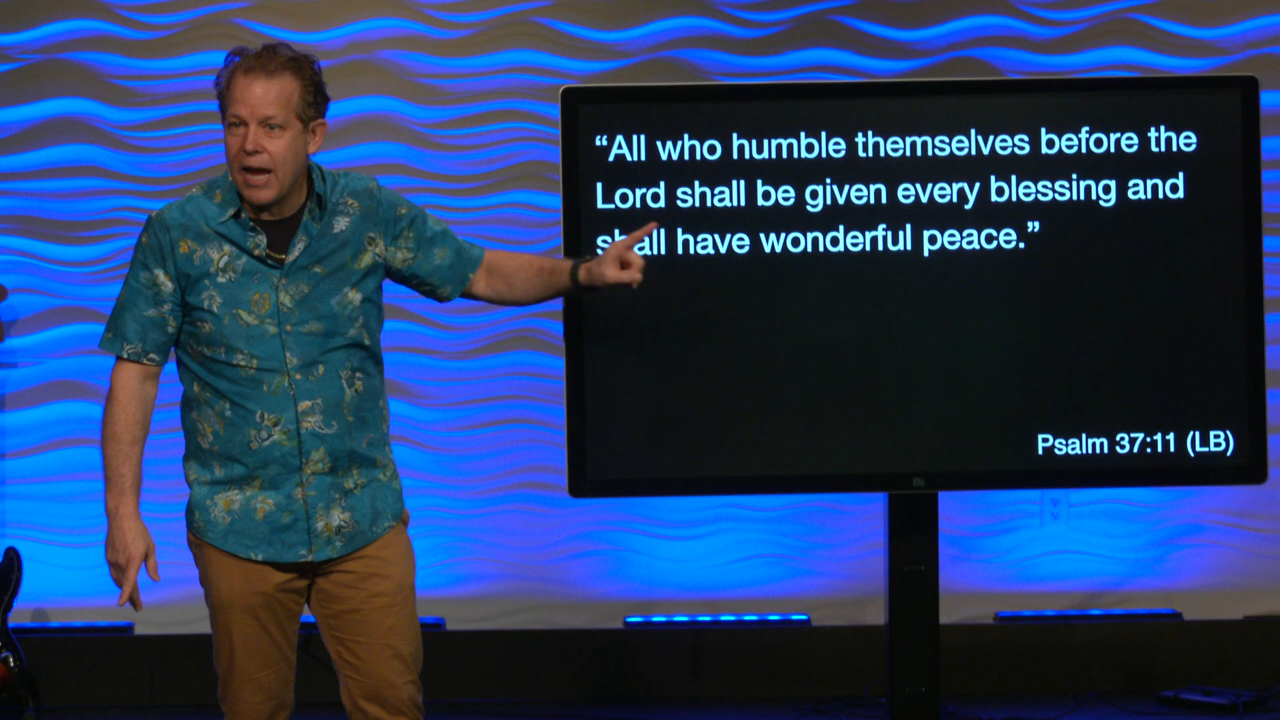 “All who humble themselves before the
Lord shall be given every blessing and
shall have wonderful peace.”
Psalm 37:11 (LB)